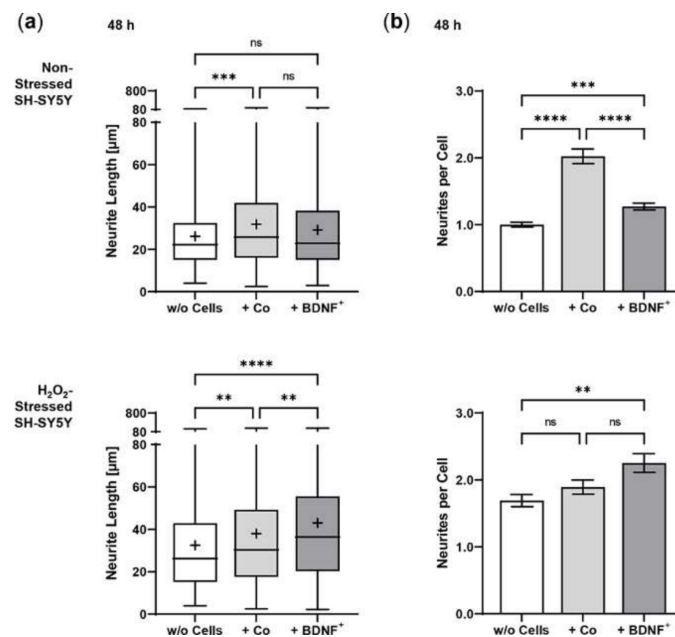 (a)
48 h
(b)
48 h
Non-
Stressed
SH-SY5Y
Neurite Length [µm]
800
80
80
60
40
20
0
ns
***
ns
w/o Cells
+ Co
+ BDNF⁺
Neurites per Cell
3.0
2.0
1.0
0.0
***
****
****
w/o Cells
+ Co
+ BDNF⁺
H₂O₂-
Stressed
SH-SY5Y
Neurite Length [µm]
800
80
80
60
40
20
0
****
**
**
w/o Cells
+ Co
+ BDNF⁺
Neurites per Cell
3.0
2.0
1.0
0.0
**
ns
ns
w/o Cells
+ Co
+ BDNF⁺